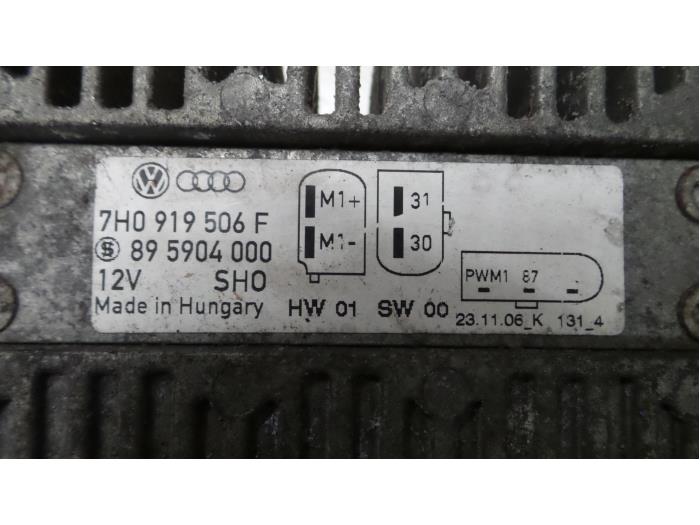 7H0 919 506 F
89 5904 000
12V SHO
Made in Hungary
HW 01 SW 00
M1+
M1-
31
30
PWM1 87
23.11.06_K 131_4